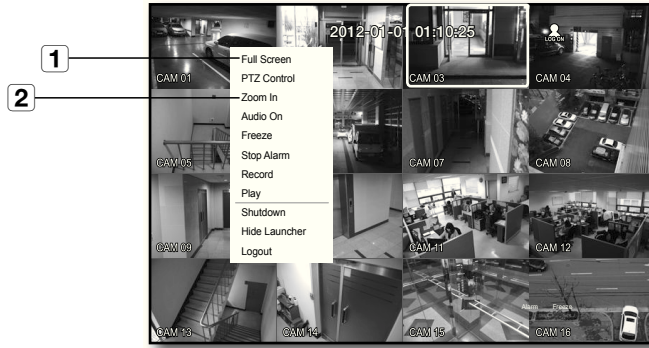 1
2
2012-01-01 01:10:25
LOG ON
CAM 01
CAM 03
CAM 04
Full Screen
PTZ Control
Zoom In
Audio On
Freeze
Stop Alarm
Record
Play
Shutdown
Hide Launcher
Logout
CAM 05
CAM 07
CAM 08
CAM 09
CAM 11
CAM 12
Alarm Freeze
CAM 13
CAM 14
CAM 15
CAM 16